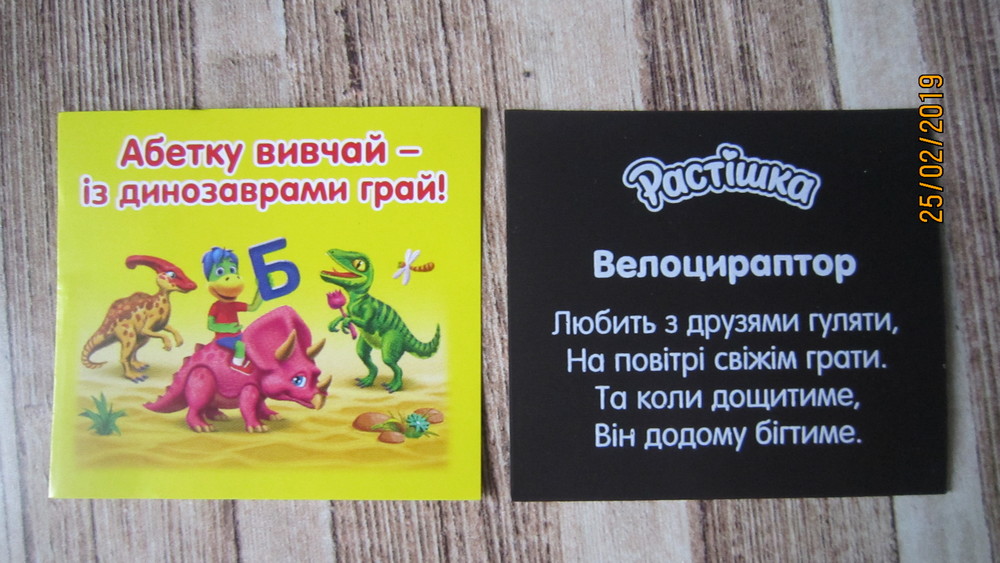 Абетку вивчай –
із динозаврами грай!
Б
Растішка
Велоцираптор
Любить з друзями гуляти,
На повітрі свіжім грати.
Та коли дощитиме,
Він додому бігтиме.
25/02/2019